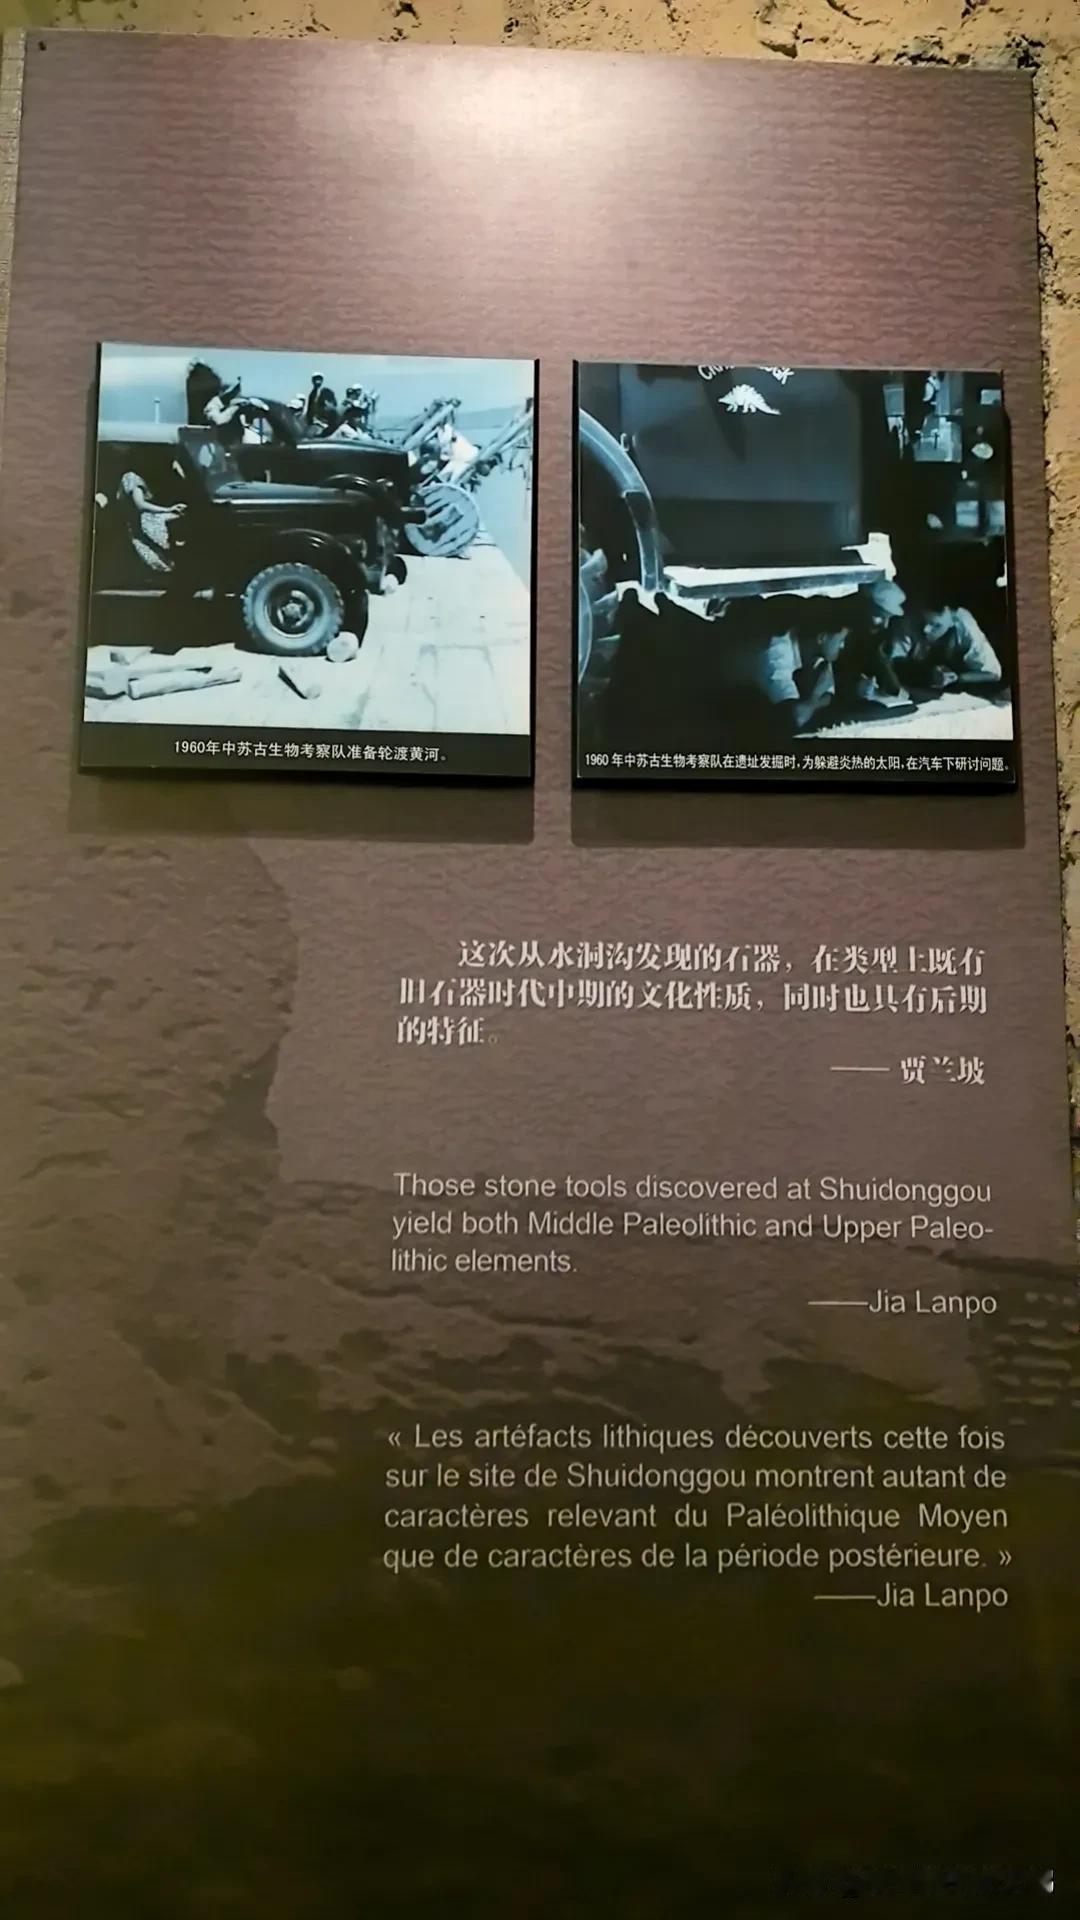 1960年中苏古生物考察队准备轮渡黄河。
1960年中苏古生物考察队在遗址发掘时,为躲避炎热的太阳,在汽车下研讨问题。
这次从水洞沟发现的石器，在类型上既有
旧石器时代中期的文化性质，同时也具有后期
的特征。
—— 贾兰坡
Those stone tools discovered at Shuidonggou
yield both Middle Paleolithic and Upper Paleo-
lithic elements.
——Jia Lanpo
« Les artéfacts lithiques découverts cette fois
sur le site de Shuidonggou montrent autant de
caractères relevant du Paléolithique Moyen
que de caractères de la période postérieure. »
——Jia Lanpo